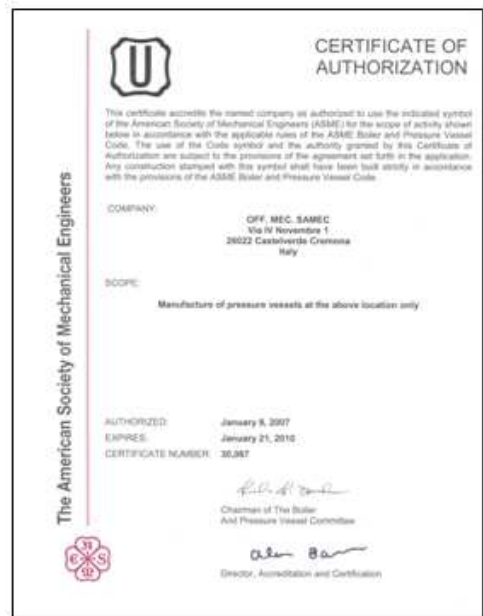 U
CERTIFICATE OF
AUTHORIZATION
This certificate accredits the named company as authorized to use the indicated symbol
of the American Society of Mechanical Engineers (ASME) for the scope of activity shown
below in accordance with the applicable rules of the ASME Boiler and Pressure Vessel
Code. The use of the Code symbol and the authority granted by this Certificate of
Authorization are subject to the provisions of the agreement set forth in the application.
Any construction stamped with this symbol shall have been built strictly in accordance
with the provisions of the ASME Boiler and Pressure Vessel Code.
COMPANY:
OFF. MEC. SAMEC
Via IV Novembre 1
26022 Castelverde Cremona
Italy
SCOPE:
Manufacture of pressure vessels at the above location only
AUTHORIZED: January 9, 2007
EXPIRES: January 21, 2010
CERTIFICATE NUMBER:
Chairman of The Boiler
And Pressure Vessel Committee
Director, Accreditation and Certification
The American Society of Mechanical Engineers
A
S
M
E